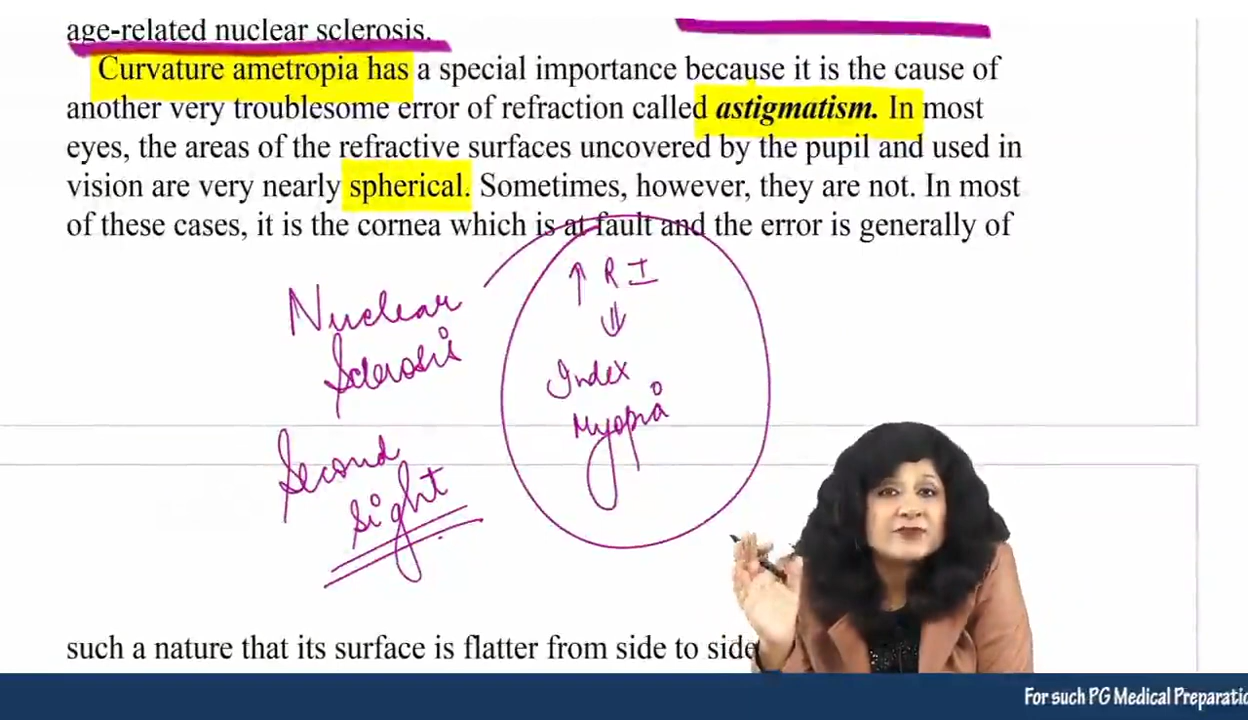 age-related nuclear sclerosis.
Curvature ametropia has a special importance because it is the cause of
another very troublesome error of refraction called astigmatism. In most
eyes, the areas of the refractive surfaces uncovered by the pupil and used in
vision are very nearly spherical. Sometimes, however, they are not. In most
of these cases, it is the cornea which is at fault and the error is generally of
Nuclear
Sclerosis
Second
Sight
↑ RI
⇓
Index
Myopia
such a nature that its surface is flatter from side to side
For such PG Medical Preparatio